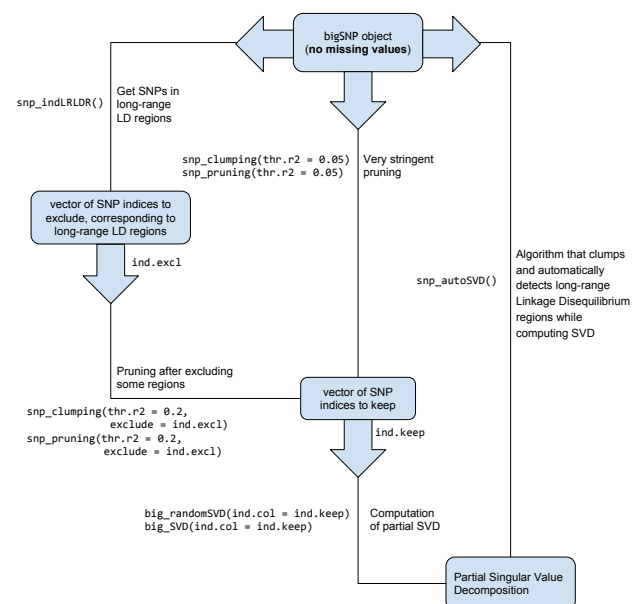 bigSNP object
(no missing values)
snp_indLRLDR()
Get SNPs in
long-range
LD regions
snp_clumping(thr.r2 = 0.05)
snp_pruning(thr.r2 = 0.05)
Very stringent
pruning
vector of SNP indices to
exclude, corresponding to
long-range LD regions
ind.excl
snp_autoSVD()
Algorithm that clumps
and automatically
detects long-range
Linkage Disequilibrium
regions while
computing SVD
Pruning after excluding
some regions
snp_clumping(thr.r2 = 0.2,
exclude = ind.excl)
snp_pruning(thr.r2 = 0.2,
exclude = ind.excl)
vector of SNP
indices to keep
ind.keep
big_randomSVD(ind.col = ind.keep)
big_SVD(ind.col = ind.keep)
Computation
of partial SVD
Partial Singular Value
Decomposition